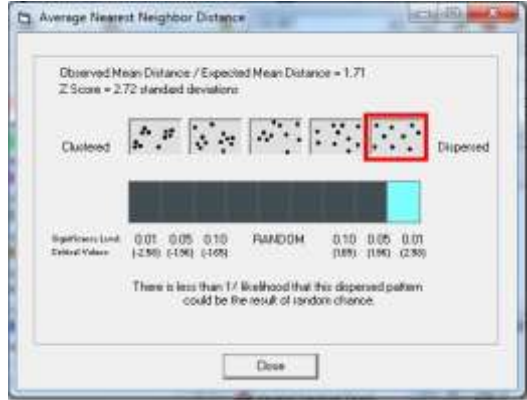 Average Nearest Neighbor Distance
Observed Mean Distance / Expected Mean Distance = 1.71
Z Score = 2.72 standard deviations
Clustered
Dispersed
Significance Level: 0.01 0.05 0.10 RANDOM 0.10 0.05 0.01
Critical Values: (-2.58) (-1.96) (-1.65) (1.65) (1.96) (2.58)
There is less than 1% likelihood that this dispersed pattern
could be the result of random chance.
Close